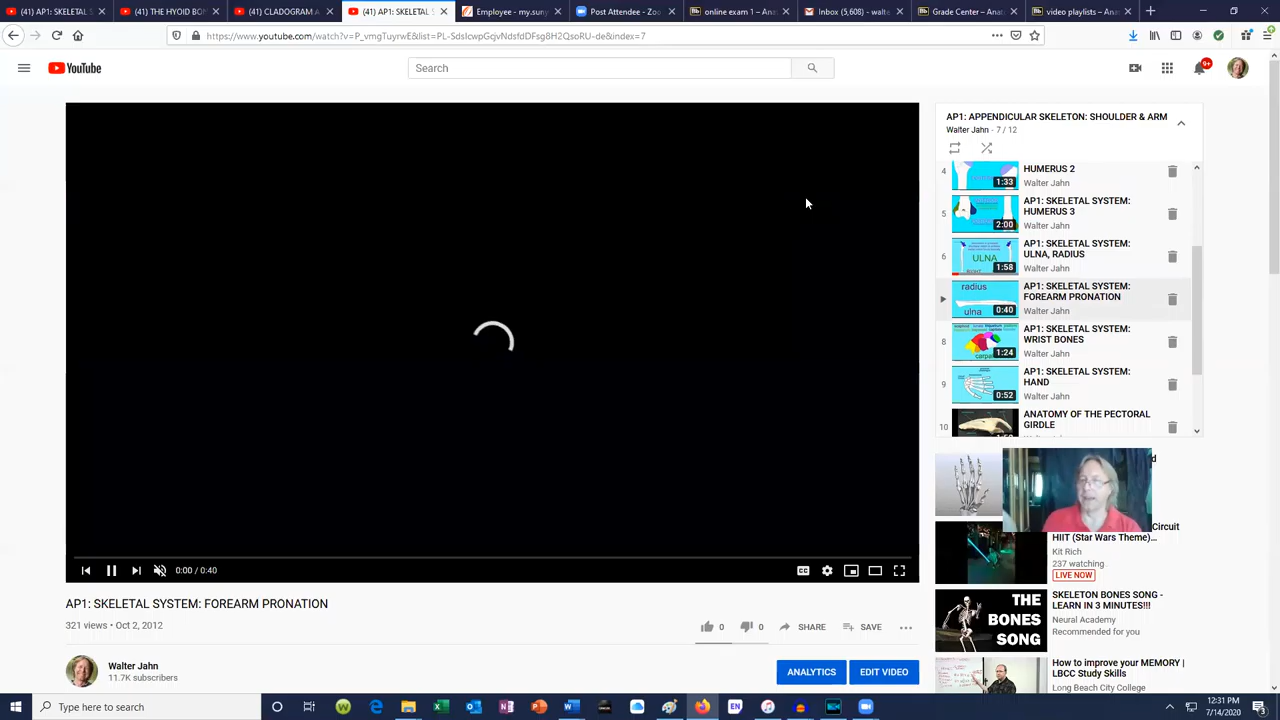 (41) AP1: SKELETAL S
(41) THE HYOID BO
(41) CLADOGRAM A
(41) AP1: SKELETAL S
Employee - my.sun
Post Attendee - Zoo
online exam 1 – Anat
Inbox (5,608) - walte
Grade Center – Anat
video playlists – Ana
https://www.youtube.com/watch?v=P_vmgTuyrwE&list=PL-SdsIcwpGqjvNdsfdDFsg8H2QsoRU-de&index=7
YouTube
Search
9+
AP1: APPENDICULAR SKELETON: SHOULDER & ARM
Walter Jahn - 7 / 12
4
HUMERUS 2
1:33
Walter Jahn
5
AP1: SKELETAL SYSTEM:
HUMERUS 3
2:00
Walter Jahn
6
ULNA
AP1: SKELETAL SYSTEM:
ULNA, RADIUS
1:58
Walter Jahn
radius
ulna
AP1: SKELETAL SYSTEM:
FOREARM PRONATION
0:40
Walter Jahn
8
AP1: SKELETAL SYSTEM:
WRIST BONES
1:24
Walter Jahn
9
AP1: SKELETAL SYSTEM:
HAND
0:52
Walter Jahn
10
ANATOMY OF THE PECTORAL
GIRDLE
Circuit
HIIT (Star Wars Theme)...
Kit Rich
237 watching
LIVE NOW
THE
BONES
SONG
SKELETON BONES SONG -
LEARN IN 3 MINUTES!!!
Neural Academy
Recommended for you
How to improve your MEMORY |
LBCC Study Skills
Long Beach City College
0:00 / 0:40
CC
AP1: SKELETAL SYSTEM: FOREARM PRONATION
321 views • Oct 2, 2012
0
0
SHARE
SAVE
Walter Jahn
11.7K subscribers
ANALYTICS
EDIT VIDEO
Type here to search
EN
12:31 PM
7/14/2020
3